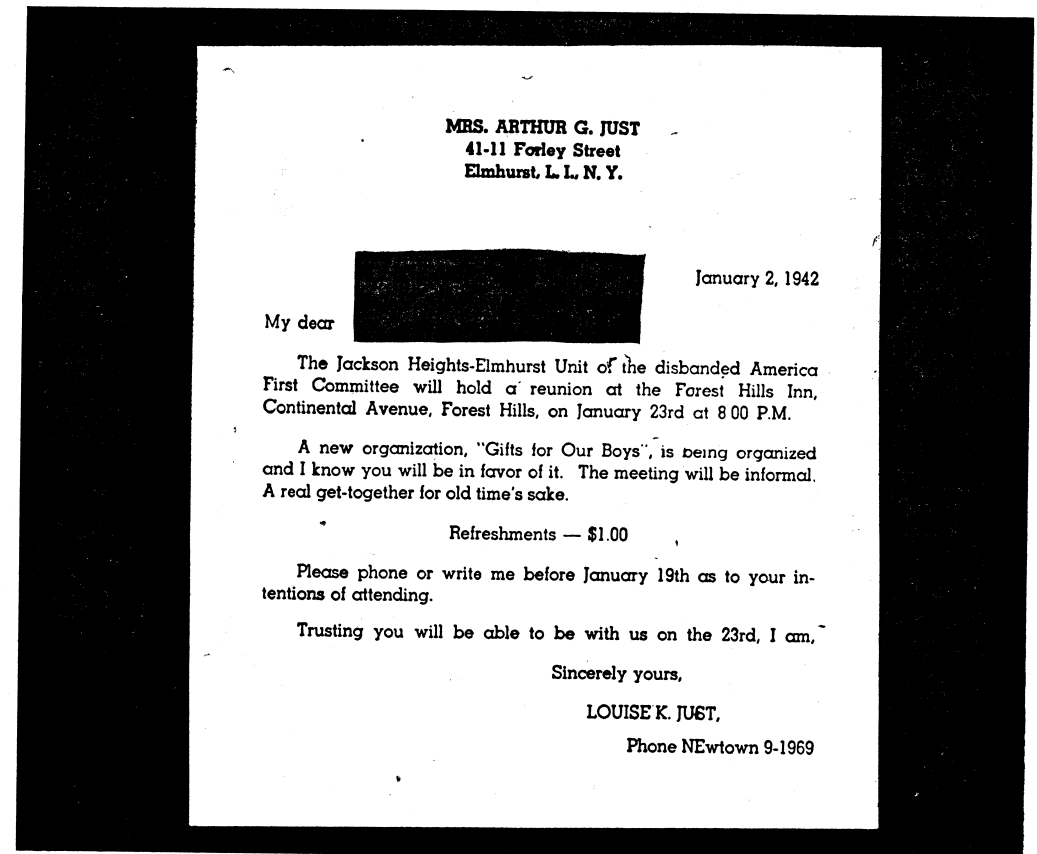 MRS. ARTHUR G. JUST
41-11 Forley Street
Elmhurst, L. I., N. Y.
January 2, 1942
My dear
The Jackson Heights-Elmhurst Unit of the disbanded America
First Committee will hold a reunion at the Forest Hills Inn,
Continental Avenue, Forest Hills, on January 23rd at 8 00 P.M.
A new organization, "Gifts for Our Boys", is being organized
and I know you will be in favor of it. The meeting will be informal.
A real get-together for old time's sake.
Refreshments — $1.00
Please phone or write me before January 19th as to your in-
tentions of attending.
Trusting you will be able to be with us on the 23rd, I am,
Sincerely yours,
LOUISE K. JUST,
Phone NEwtown 9-1969